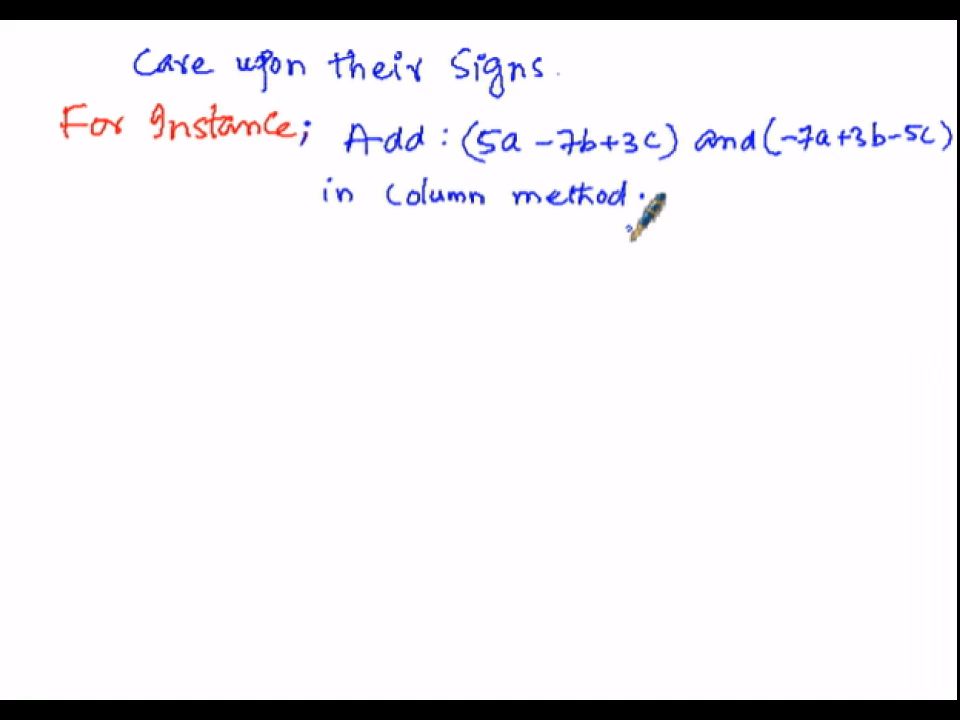 Care upon their Signs.
For Instance; Add : (5a - 7b + 3c) and (-7a + 3b - 5c)
in column method.